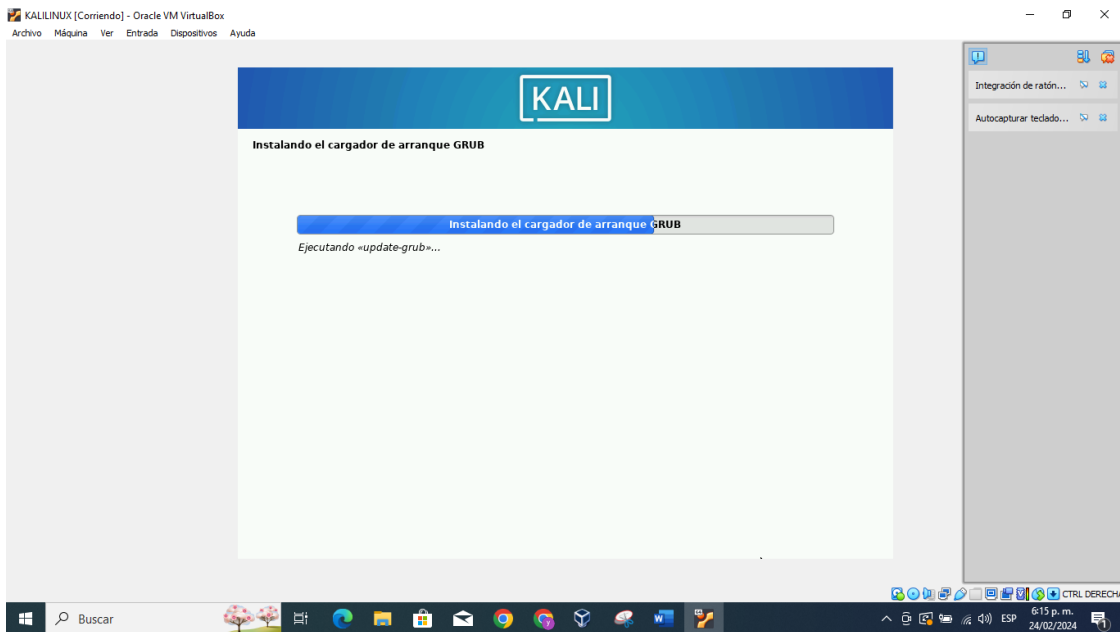 KALILINUX [Corriendo] - Oracle VM VirtualBox
Archivo Máquina Ver Entrada Dispositivos Ayuda
KALI
Integración de ratón...
Autocapturar teclado...
Instalando el cargador de arranque GRUB
Instalando el cargador de arranque GRUB
Ejecutando «update-grub»...
CTRL DERECHA
Buscar
ESP
6:15 p. m.
24/02/2024